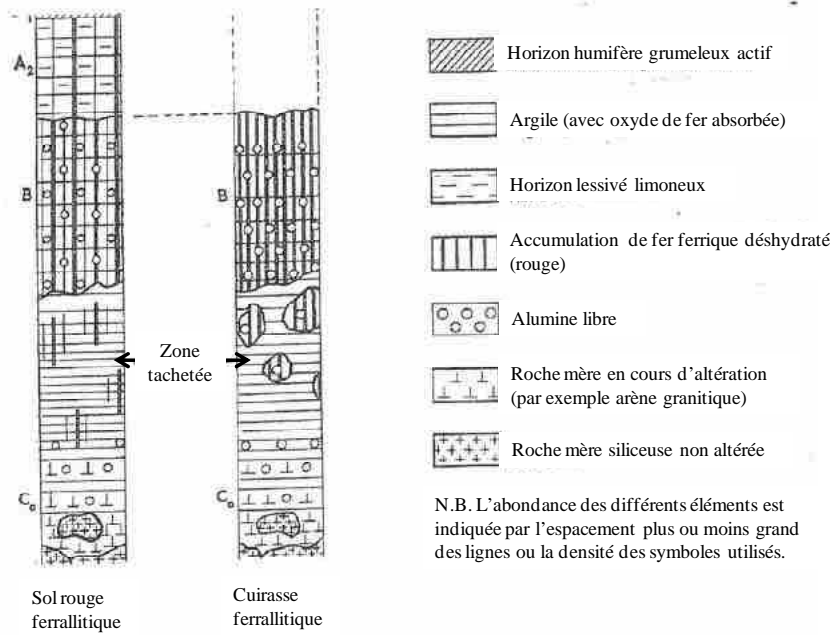 A2
B
C0
Sol rouge
ferrallitique
B
C0
Cuirasse
ferrallitique
Zone
tachetée
Horizon humifère grumeleux actif
Argile (avec oxyde de fer absorbée)
Horizon lessivé limoneux
Accumulation de fer ferrique déshydraté
(rouge)
Alumine libre
Roche mère en cours d'altération
(par exemple arène granitique)
Roche mère siliceuse non altérée
N.B. L'abondance des différents éléments est
indiquée par l'espacement plus ou moins grand
des lignes ou la densité des symboles utilisés.